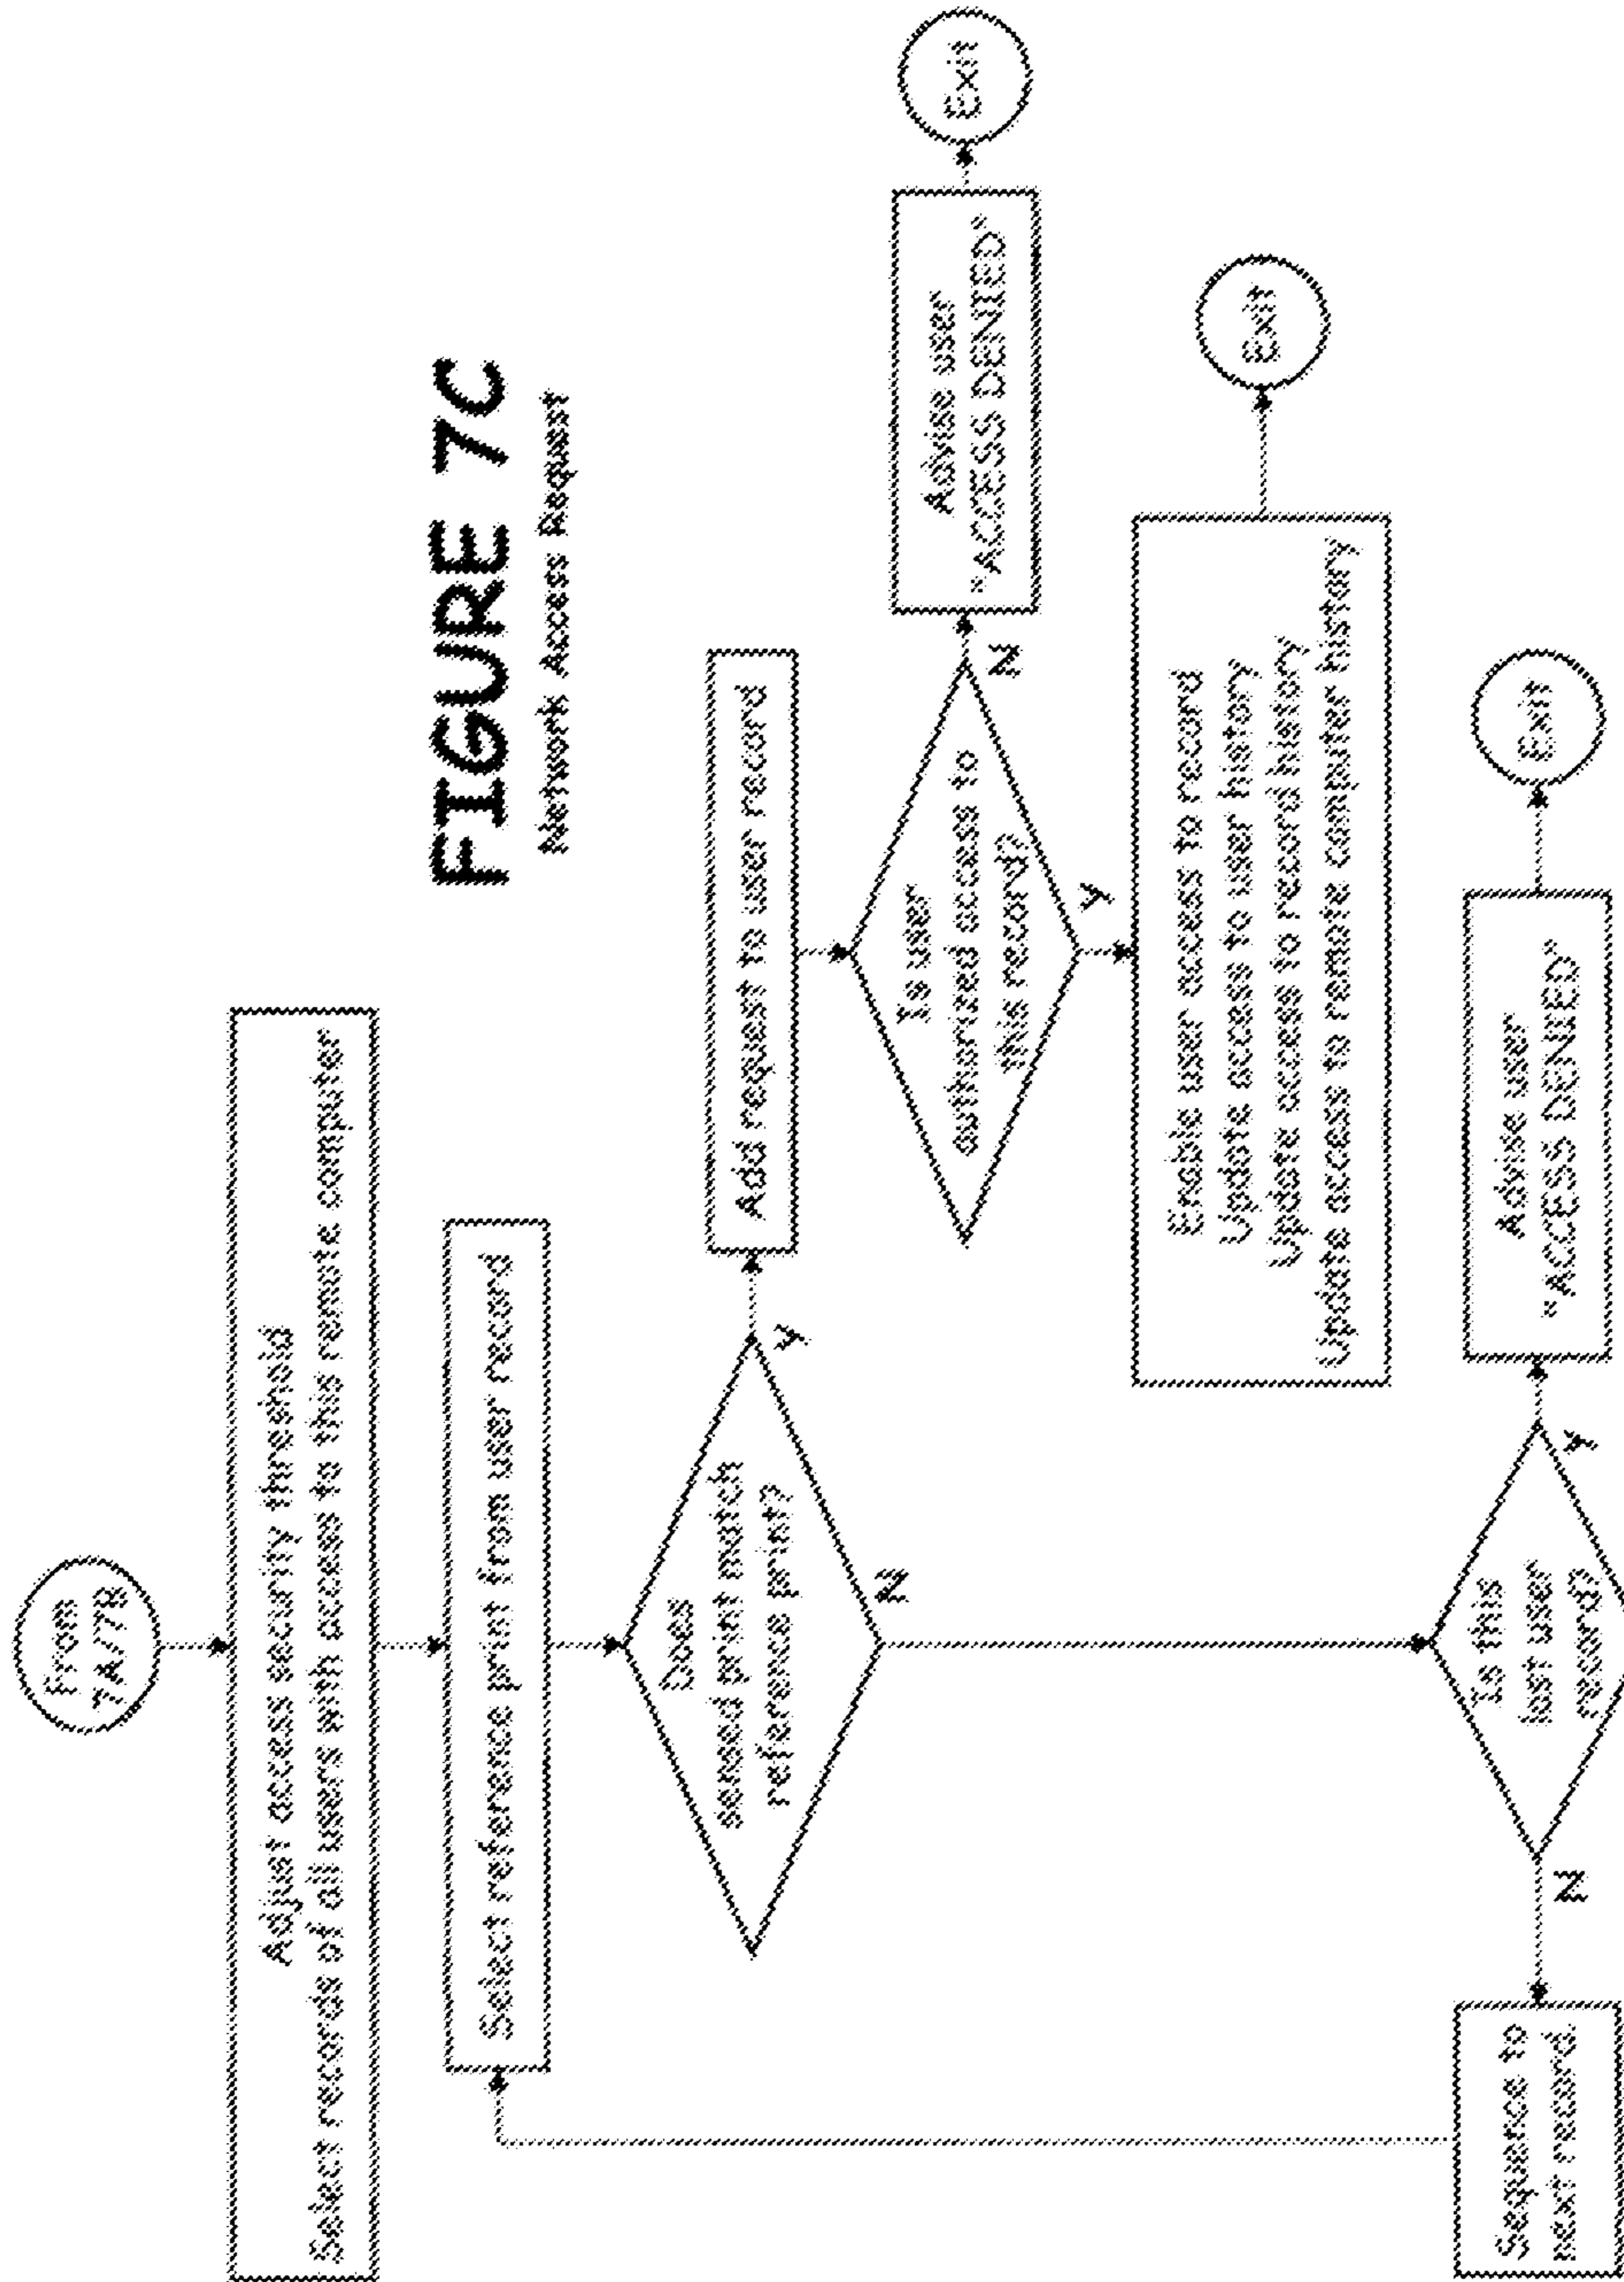 From
7A/7B
Adjust access security threshold
Select records of all users with access to this remote computer
Select reference print from user record
FIGURE 7C
Network Access Request
Does
sensed print match
reference print?
Y
N
Add request to user record
Is user
authorized access to
this record?
N
Y
Advise user
"ACCESS DENIED"
Exit
Enable user access to record
Update access to user history
Update access to record history
Update access to remote computer history
Exit
Sequence to
next record
N
Is this
last user
record?
Y
Advise user
"ACCESS DENIED"
Exit